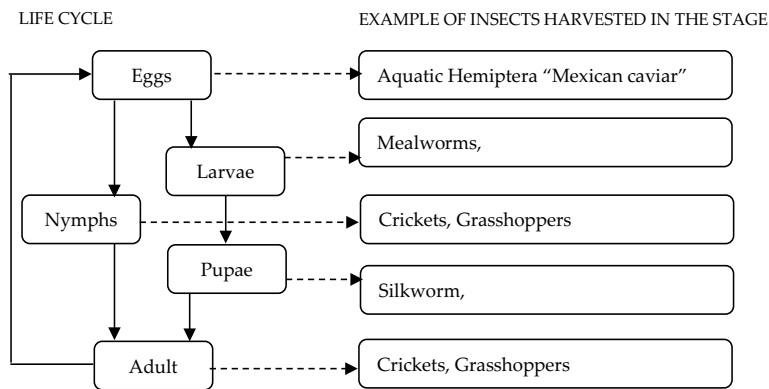 LIFE CYCLE
EXAMPLE OF INSECTS HARVESTED IN THE STAGE
Eggs
Aquatic Hemiptera “Mexican caviar”
Larvae
Mealworms,
Nymphs
Crickets, Grasshoppers
Pupae
Silkworm,
Adult
Crickets, Grasshoppers